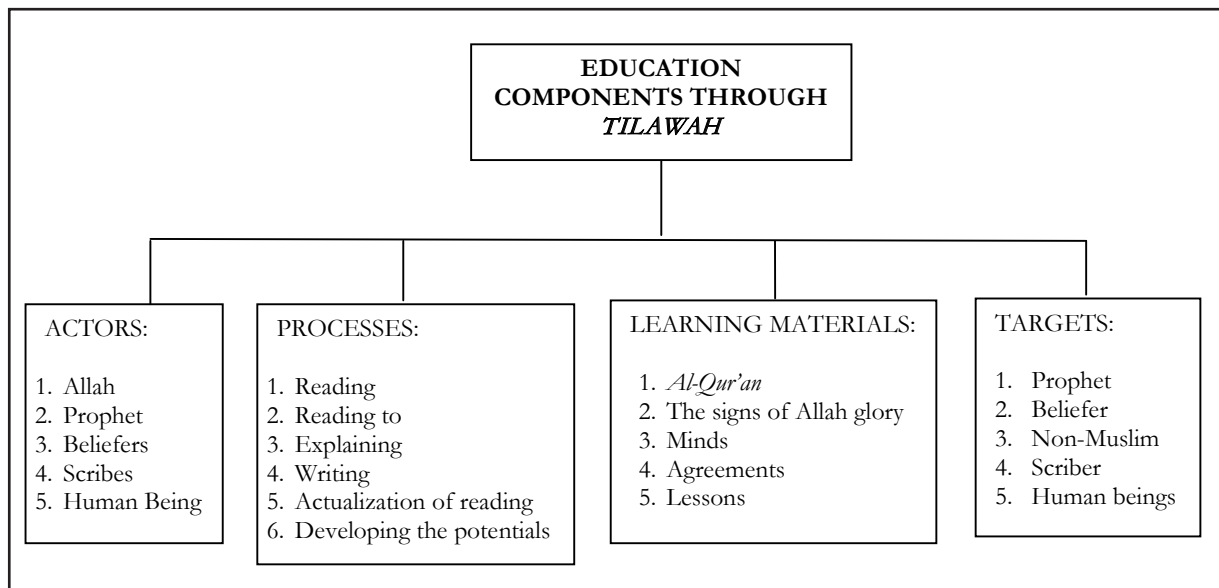 EDUCATION
COMPONENTS THROUGH
TILAWAH
ACTORS:
1. Allah
2. Prophet
3. Beliefers
4. Scribes
5. Human Being
PROCESSES:
1. Reading
2. Reading to
3. Explaining
4. Writing
5. Actualization of reading
6. Developing the potentials
LEARNING MATERIALS:
1. Al-Qur’an
2. The signs of Allah glory
3. Minds
4. Agreements
5. Lessons
TARGETS:
1. Prophet
2. Beliefer
3. Non-Muslim
4. Scriber
5. Human beings